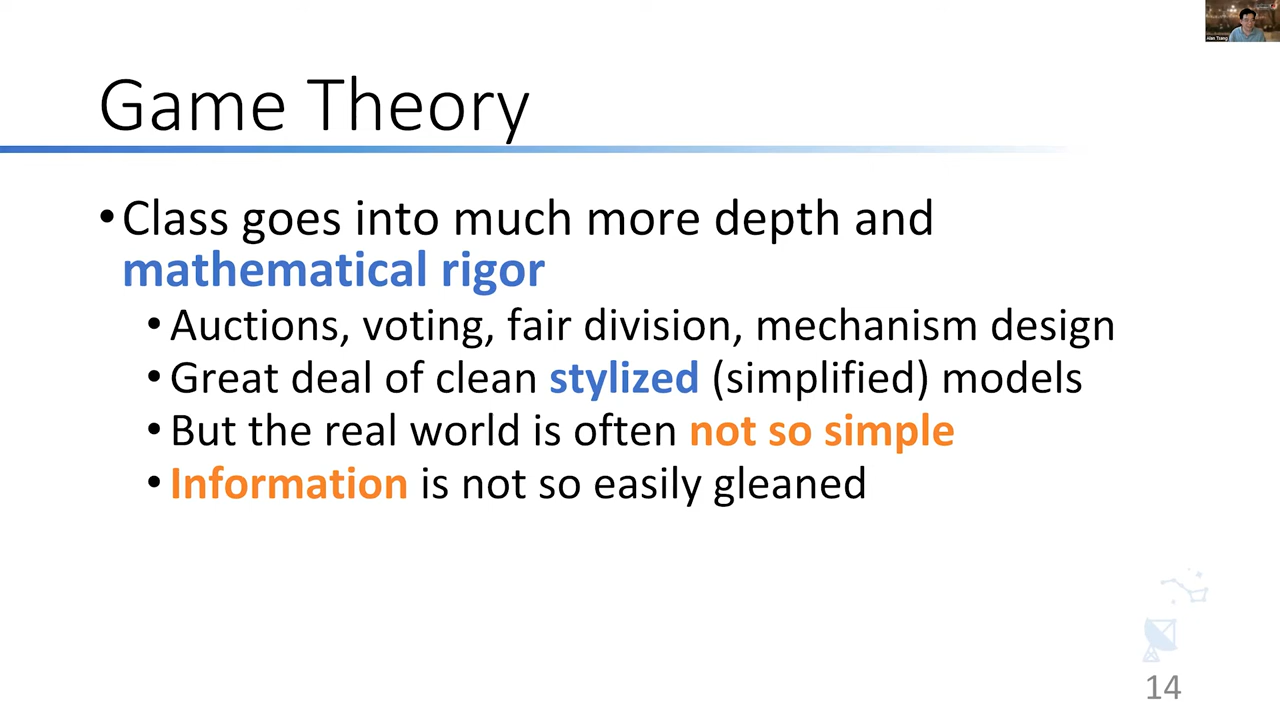 Game Theory
•Class goes into much more depth and
mathematical rigor
•Auctions, voting, fair division, mechanism design
•Great deal of clean stylized (simplified) models
•But the real world is often not so simple
•Information is not so easily gleaned
14
Alan Tsang